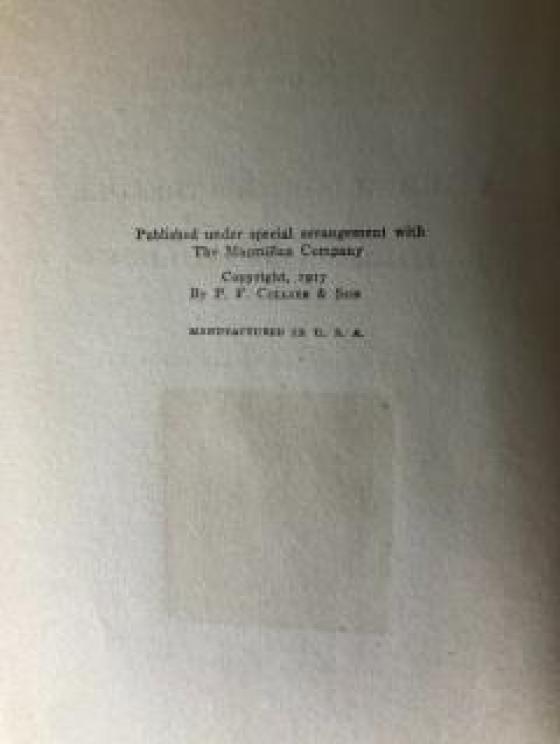 Published under special arrangement with
The Macmillan Company
Copyright, 1917
By P. F. Collier & Son
MANUFACTURED IN U. S. A.